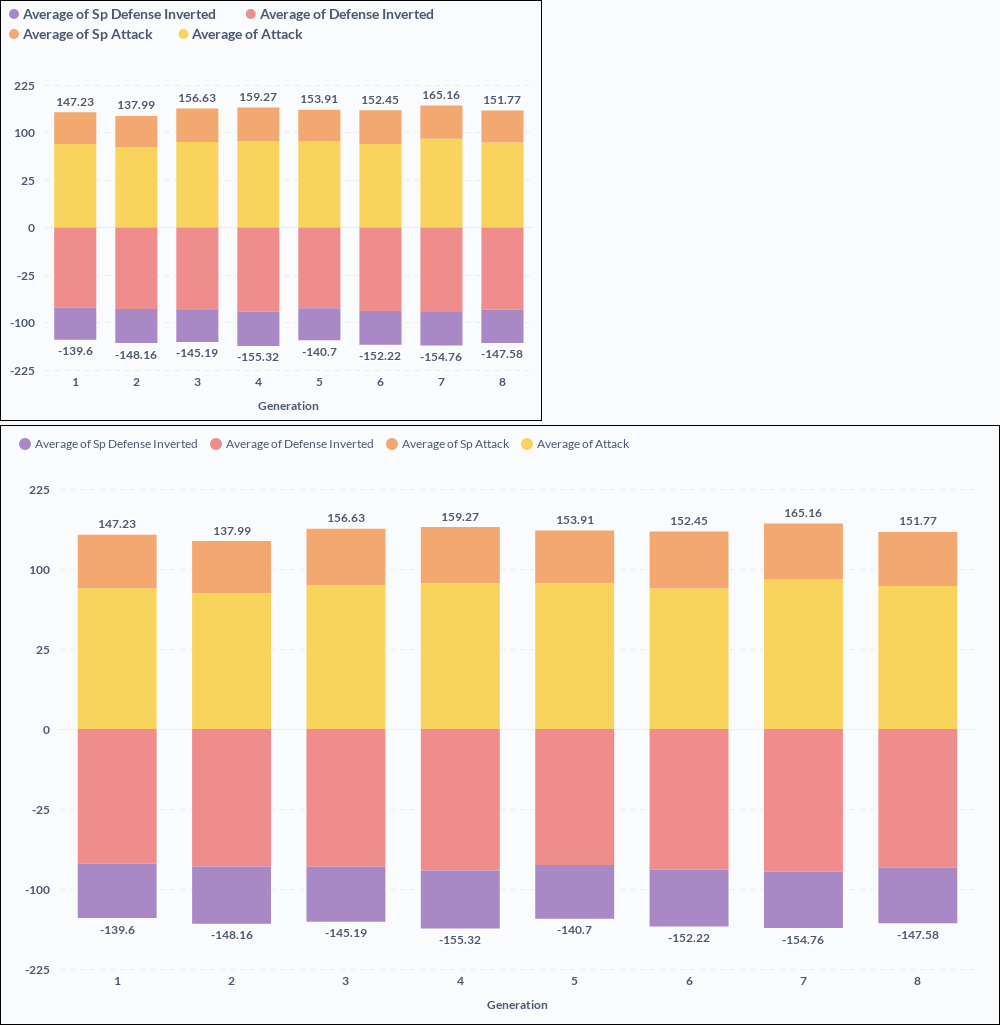 Average of Sp Defense Inverted Average of Defense Inverted
Average of Sp Attack Average of Attack
225
147.23 137.99 156.63 159.27 153.91 152.45 165.16 151.77
100
25
0
-25
-100
-139.6 -148.16 -145.19 -155.32 -140.7 -152.22 -154.76 -147.58
-225
1 2 3 4 5 6 7 8
Generation
Average of Sp Defense Inverted Average of Defense Inverted Average of Sp Attack Average of Attack
225
147.23 137.99 156.63 159.27 153.91 152.45 165.16 151.77
100
25
0
-25
-100
-139.6 -148.16 -145.19 -155.32 -140.7 -152.22 -154.76 -147.58
-225
1 2 3 4 5 6 7 8
Generation